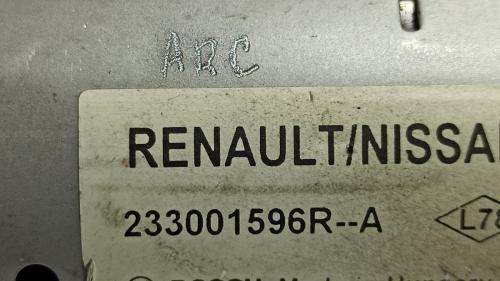 ARC
RENAULT/NISSA
233001596R--A
L78